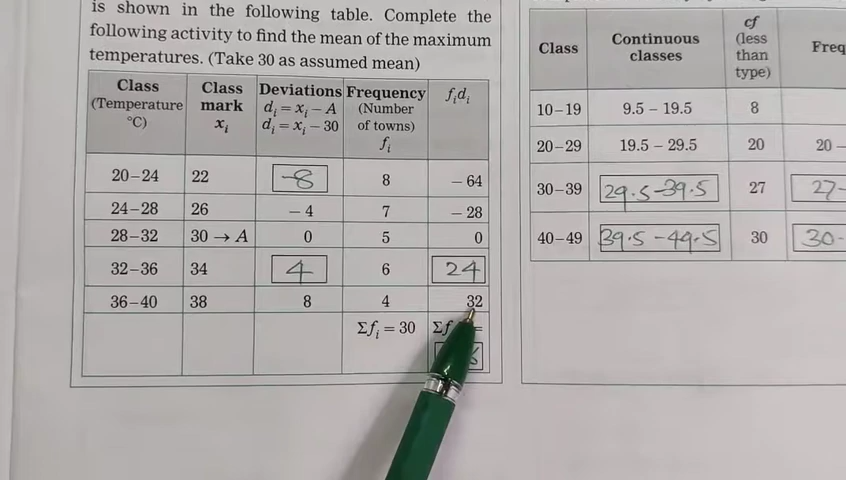 is shown in the following table. Complete the
following activity to find the mean of the maximum
temperatures. (Take 30 as assumed mean)
Class (Temperature °C) Class mark xᵢ Deviations dᵢ = xᵢ – A dᵢ = xᵢ – 30 Frequency (Number of towns) fᵢ fᵢdᵢ
20–24 22 –8 8 – 64
24–28 26 – 4 7 – 28
28–32 30 → A 0 5 0
32–36 34 4 6 24
36–40 38 8 4 32
Σfᵢ = 30 Σf =
Class Continuous classes cf (less than type) Freq
10–19 9.5 – 19.5 8
20–29 19.5 – 29.5 20 20 –
30–39 29.5–39.5 27 27-
40–49 39.5 –49.5 30 30-